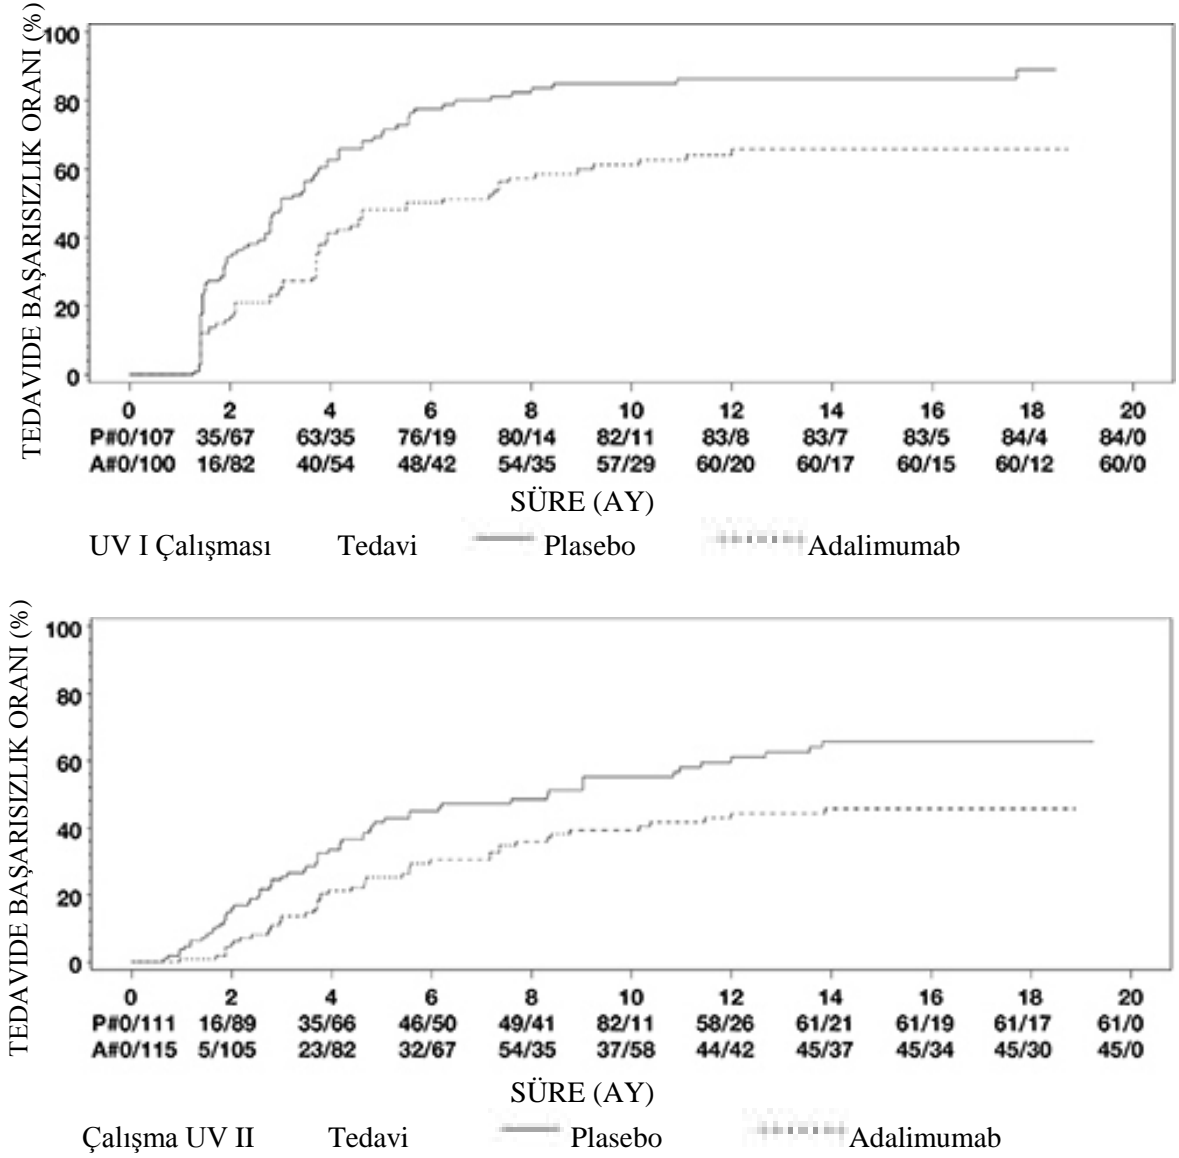 TEDAVIDE BAŞARISIZLIK ORANI (%)
100
80
60
40
20
0
0 2 4 6 8 10 12 14 16 18 20
P#0/107 35/67 63/35 76/19 80/14 82/11 83/8 83/7 83/5 84/4 84/0
A#0/100 16/82 40/54 48/42 54/35 57/29 60/20 60/17 60/15 60/12 60/0
SÜRE (AY)
UV I Çalışması Tedavi Plasebo Adalimumab
TEDAVIDE BAŞARISIZLIK ORANI (%)
100
80
60
40
20
0
0 2 4 6 8 10 12 14 16 18 20
P#0/111 16/89 35/66 46/50 49/41 82/11 58/26 61/21 61/19 61/17 61/0
A#0/115 5/105 23/82 32/67 54/35 37/58 44/42 45/37 45/34 45/30 45/0
SÜRE (AY)
Çalışma UV II Tedavi Plasebo Adalimumab